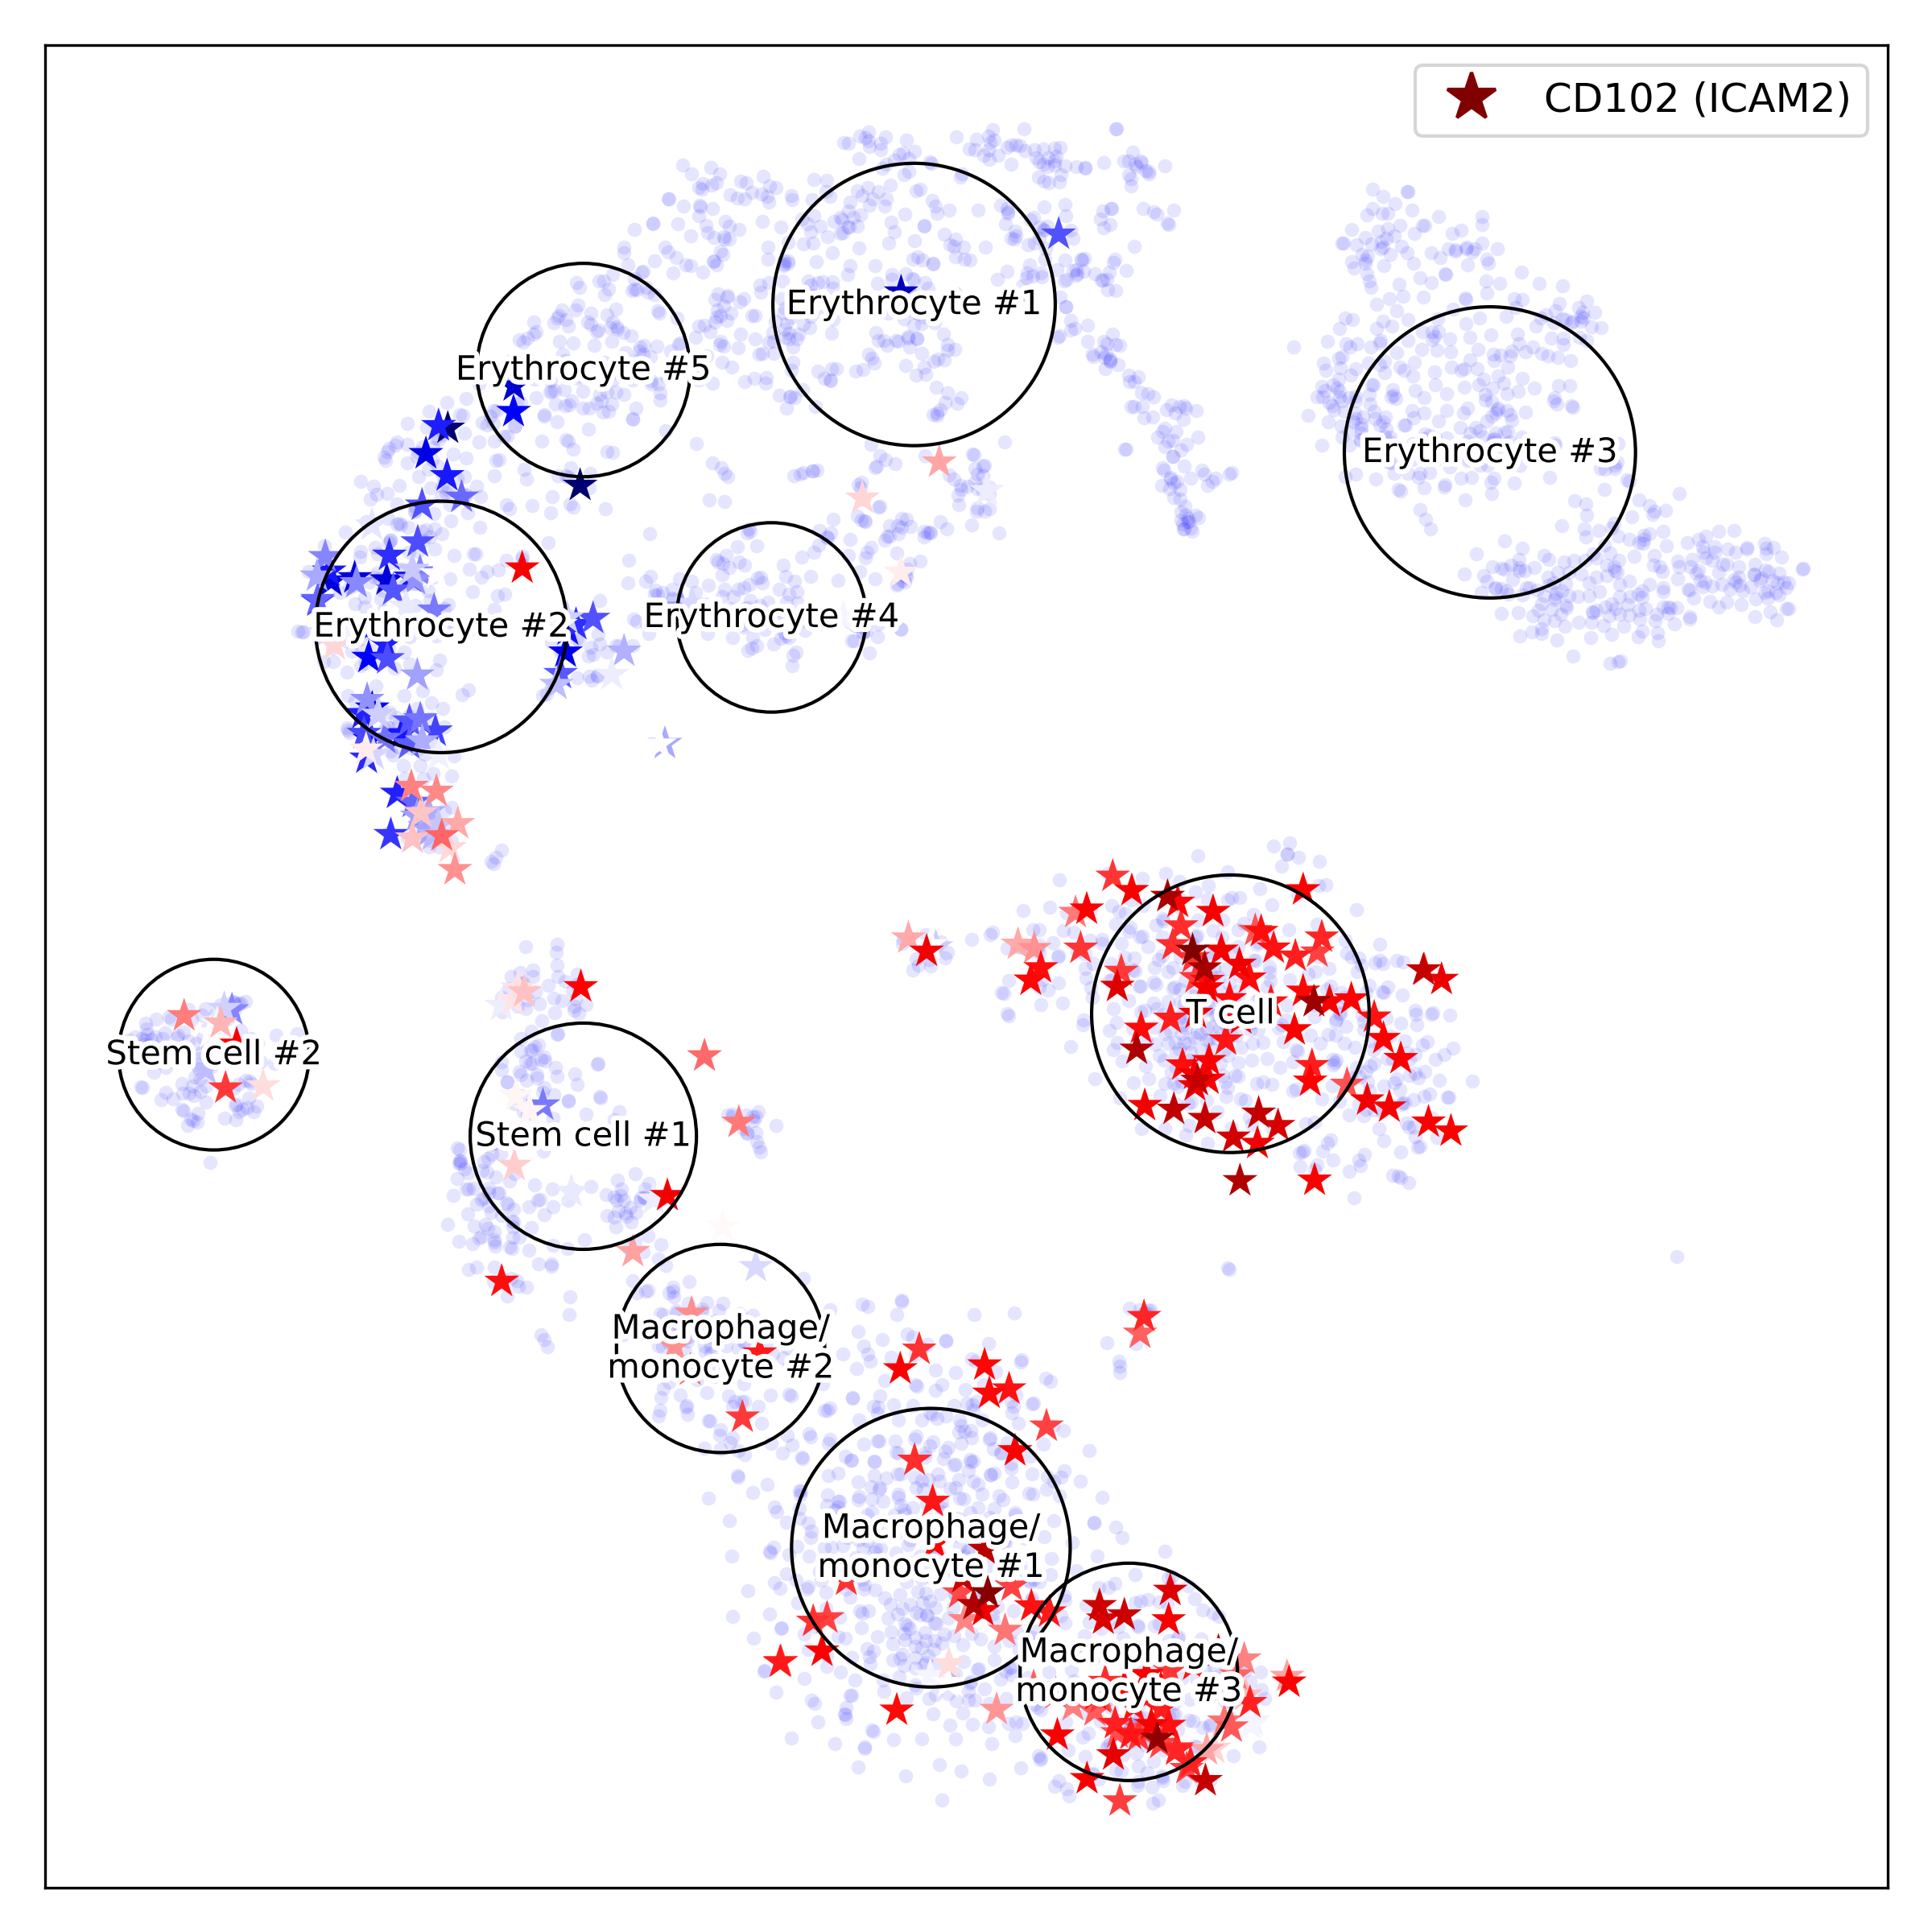 CD102 (ICAM2)
Erythrocyte #1
Erythrocyte #5
Erythrocyte #3
Erythrocyte #4
Erythrocyte #2
T cell
Stem cell #2
Stem cell #1
Macrophage/
monocyte #2
Macrophage/
monocyte #1
Macrophage/
monocyte #3